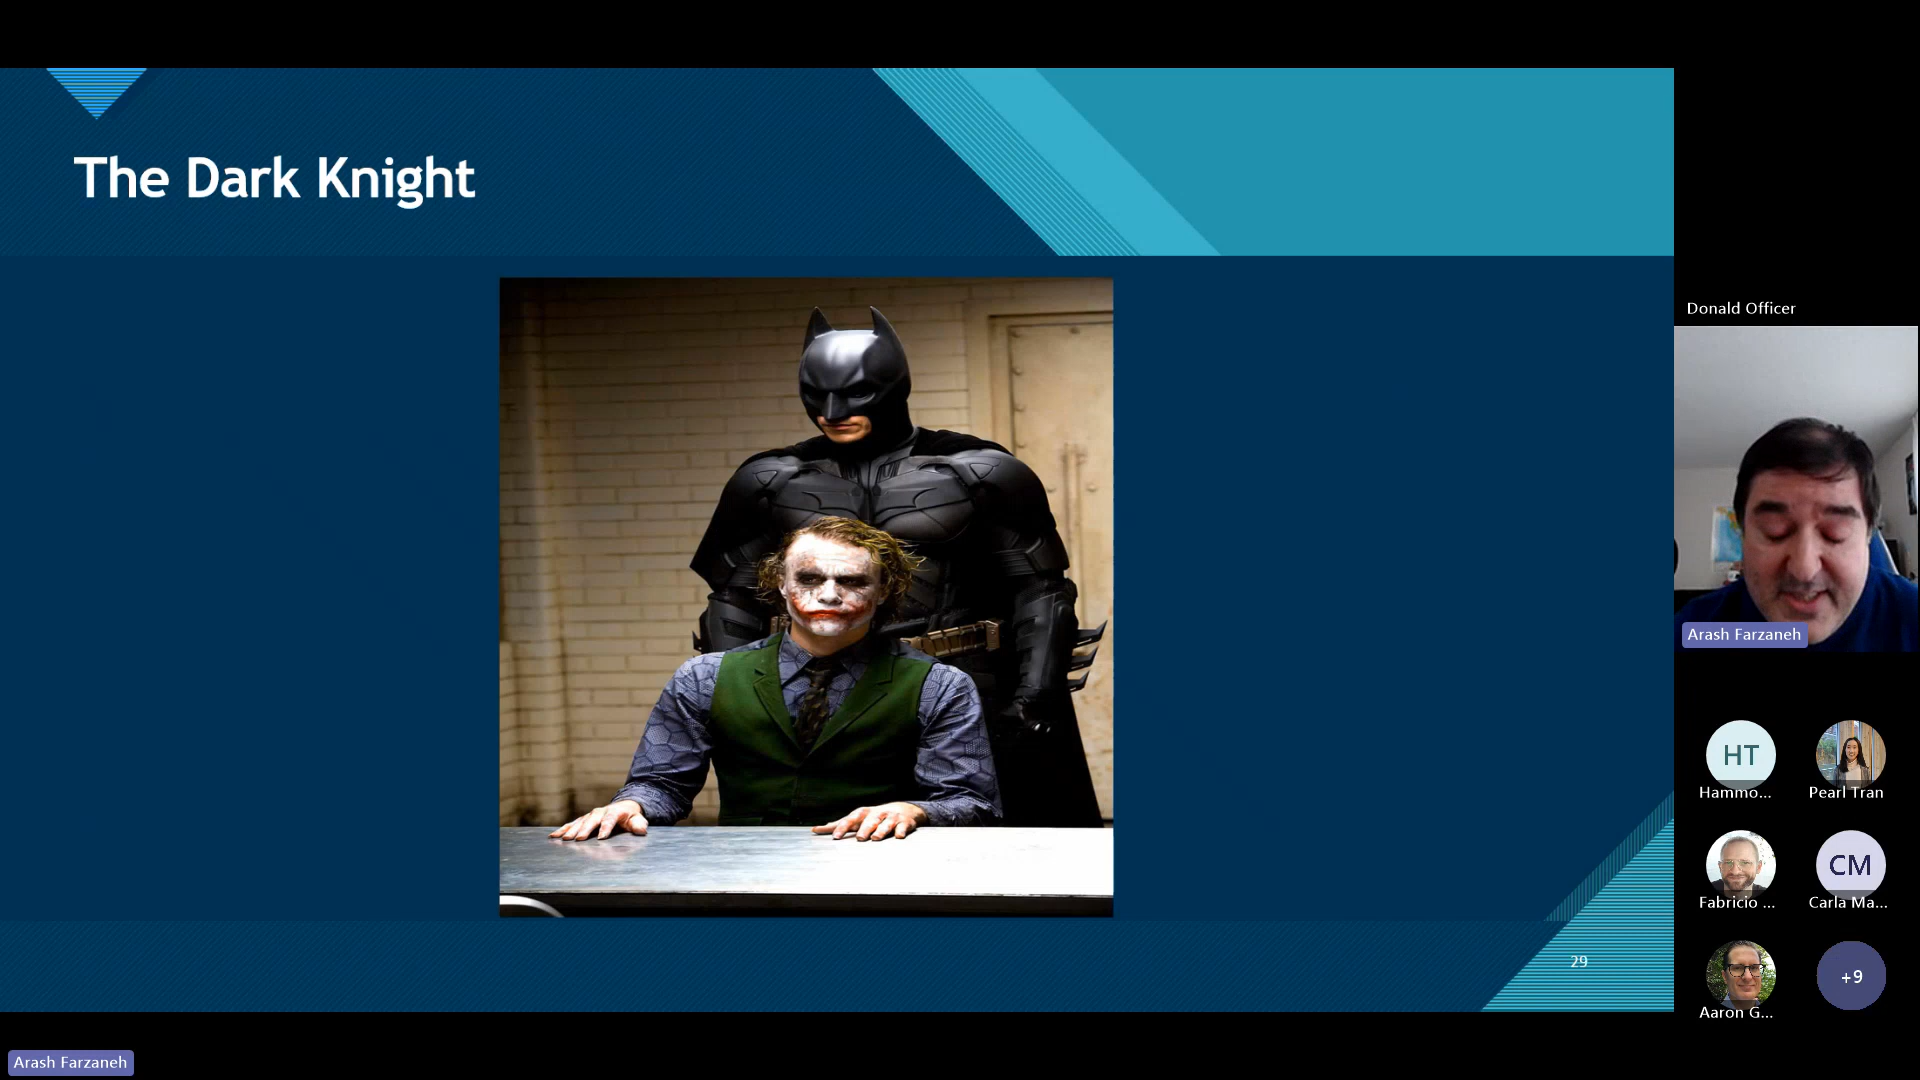 The Dark Knight
29
Donald Officer
Arash Farzaneh
HT
Hammo...
Pearl Tran
Fabricio ...
CM
Carla Ma...
Aaron G...
+9
Arash Farzaneh